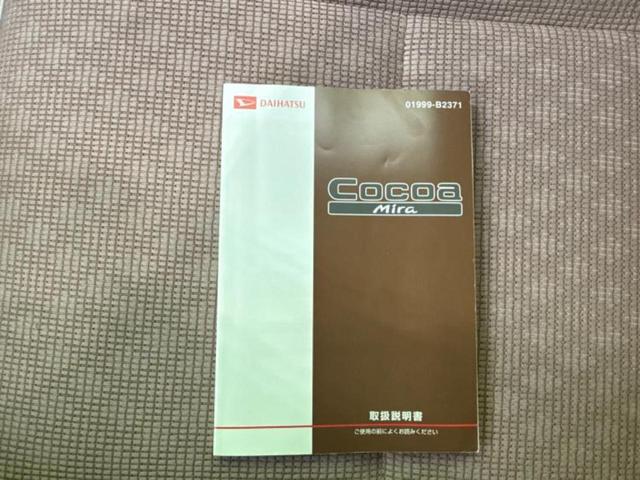 DAIHATSU 01999-B2371
Cocoa
Mira
取扱説明書
ご使用の前によくお読みください